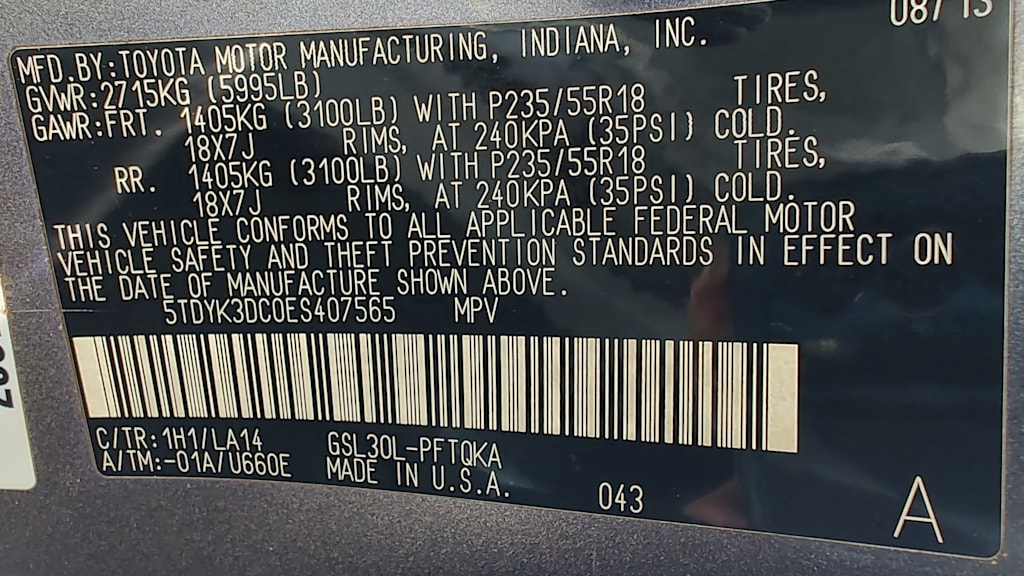 08/13
MFD.BY:TOYOTA MOTOR MANUFACTURING, INDIANA, INC.
GVWR:2715KG (5995LB)
GAWR:FRT. 1405KG (3100LB) WITH P235/55R18 TIRES,
18X7J RIMS, AT 240KPA (35PSI) COLD.
RR. 1405KG (3100LB) WITH P235/55R18 TIRES,
18X7J RIMS, AT 240KPA (35PSI) COLD.
THIS VEHICLE CONFORMS TO ALL APPLICABLE FEDERAL MOTOR
VEHICLE SAFETY AND THEFT PREVENTION STANDARDS IN EFFECT ON
THE DATE OF MANUFACTURE SHOWN ABOVE.
5TDYK3DC0ES407565 MPV
C/TR:1H1/LA14 GSL30L-PFTQKA
A/TM:-01A/U660E MADE IN U.S.A.
043
A